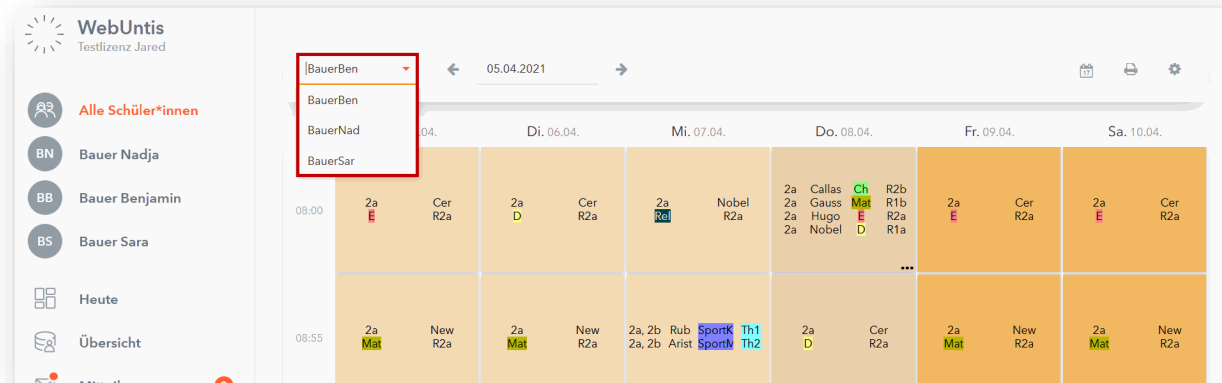 WebUntis
Testlizenz Jared
Alle Schüler*innen
BN Bauer Nadja
BB Bauer Benjamin
BS Bauer Sara
Heute
Übersicht
BauerBen
05.04.2021
17
BauerBen
BauerNad
BauerSar
04. Di. 06.04. Mi. 07.04. Do. 08.04. Fr. 09.04. Sa. 10.04.
08:00
2a Cer
E R2a
2a Cer
D R2a
2a Nobel
Rel R2a
2a Callas Ch R2b
2a Gauss Mat R1b
2a Hugo E R2a
2a Nobel D R1a
•••
2a Cer
E R2a
2a Cer
E R2a
08:55
2a New
Mat R2a
2a New
Mat R2a
2a, 2b Rub SportK Th1
2a, 2b Arist SportM Th2
2a Cer
D R2a
2a New
Mat R2a
2a New
Mat R2a